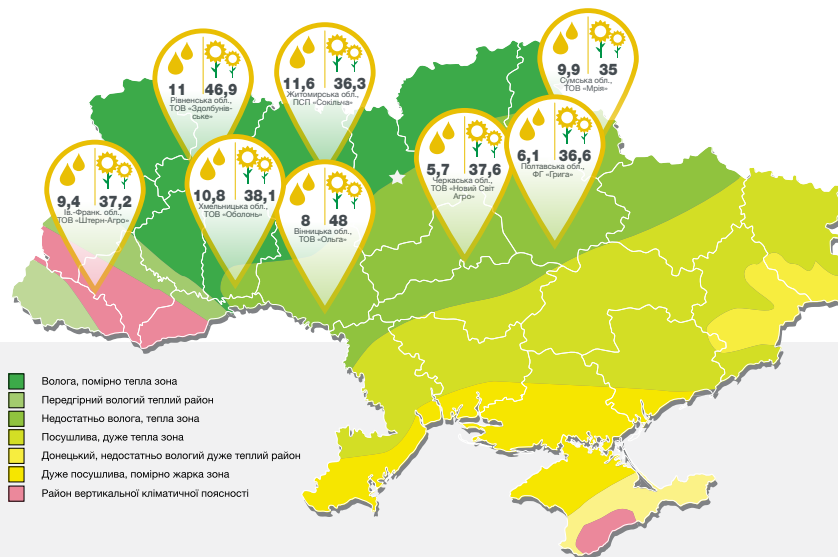 11 46,9
Рівненська обл.,
ТОВ «Здолбунів-
ське»
11,6 36,3
Житомирська обл.,
ПСП «Сокільча»
9,9 35
Сумська обл.,
ТОВ «Мрія»
9,4 37,2
Ів.-Франк. обл.,
ТОВ «Штерн-Агро»
10,8 38,1
Хмельницька обл.,
ТОВ «Оболонь»
8 48
Вінницька обл.,
ТОВ «Ольга»
5,7 37,6
Черкаська обл.,
ТОВ «Новий Світ
Агро»
6,1 36,6
Полтавська обл.,
ФГ «Грига»
Волога, помірно тепла зона
Передгірний вологий теплий район
Недостатньо волога, тепла зона
Посушлива, дуже тепла зона
Донецький, недостатньо вологий дуже теплий район
Дуже посушлива, помірно жарка зона
Район вертикальної кліматичної поясності